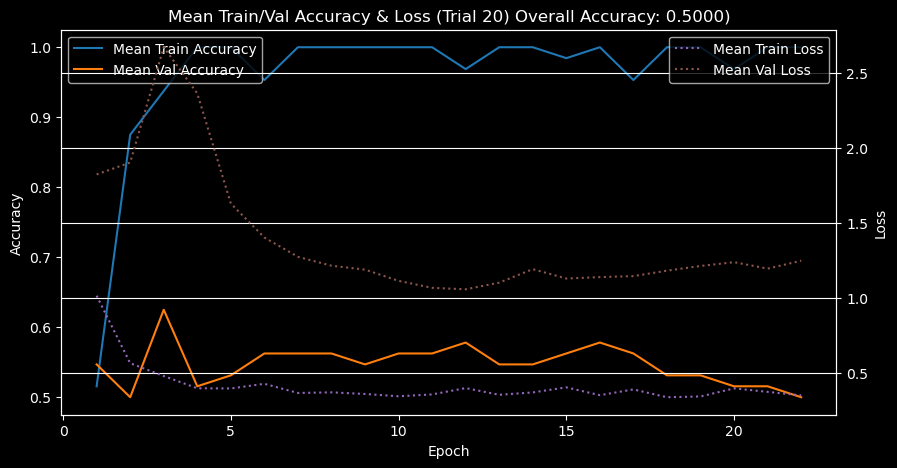 Mean Train/Val Accuracy & Loss (Trial 20) Overall Accuracy: 0.5000)
Mean Train Accuracy
Mean Val Accuracy
Mean Train Loss
Mean Val Loss
1.0
0.9
0.8
0.7
0.6
0.5
Accuracy
2.5
2.0
1.5
1.0
0.5
Loss
0
5
10
15
20
Epoch